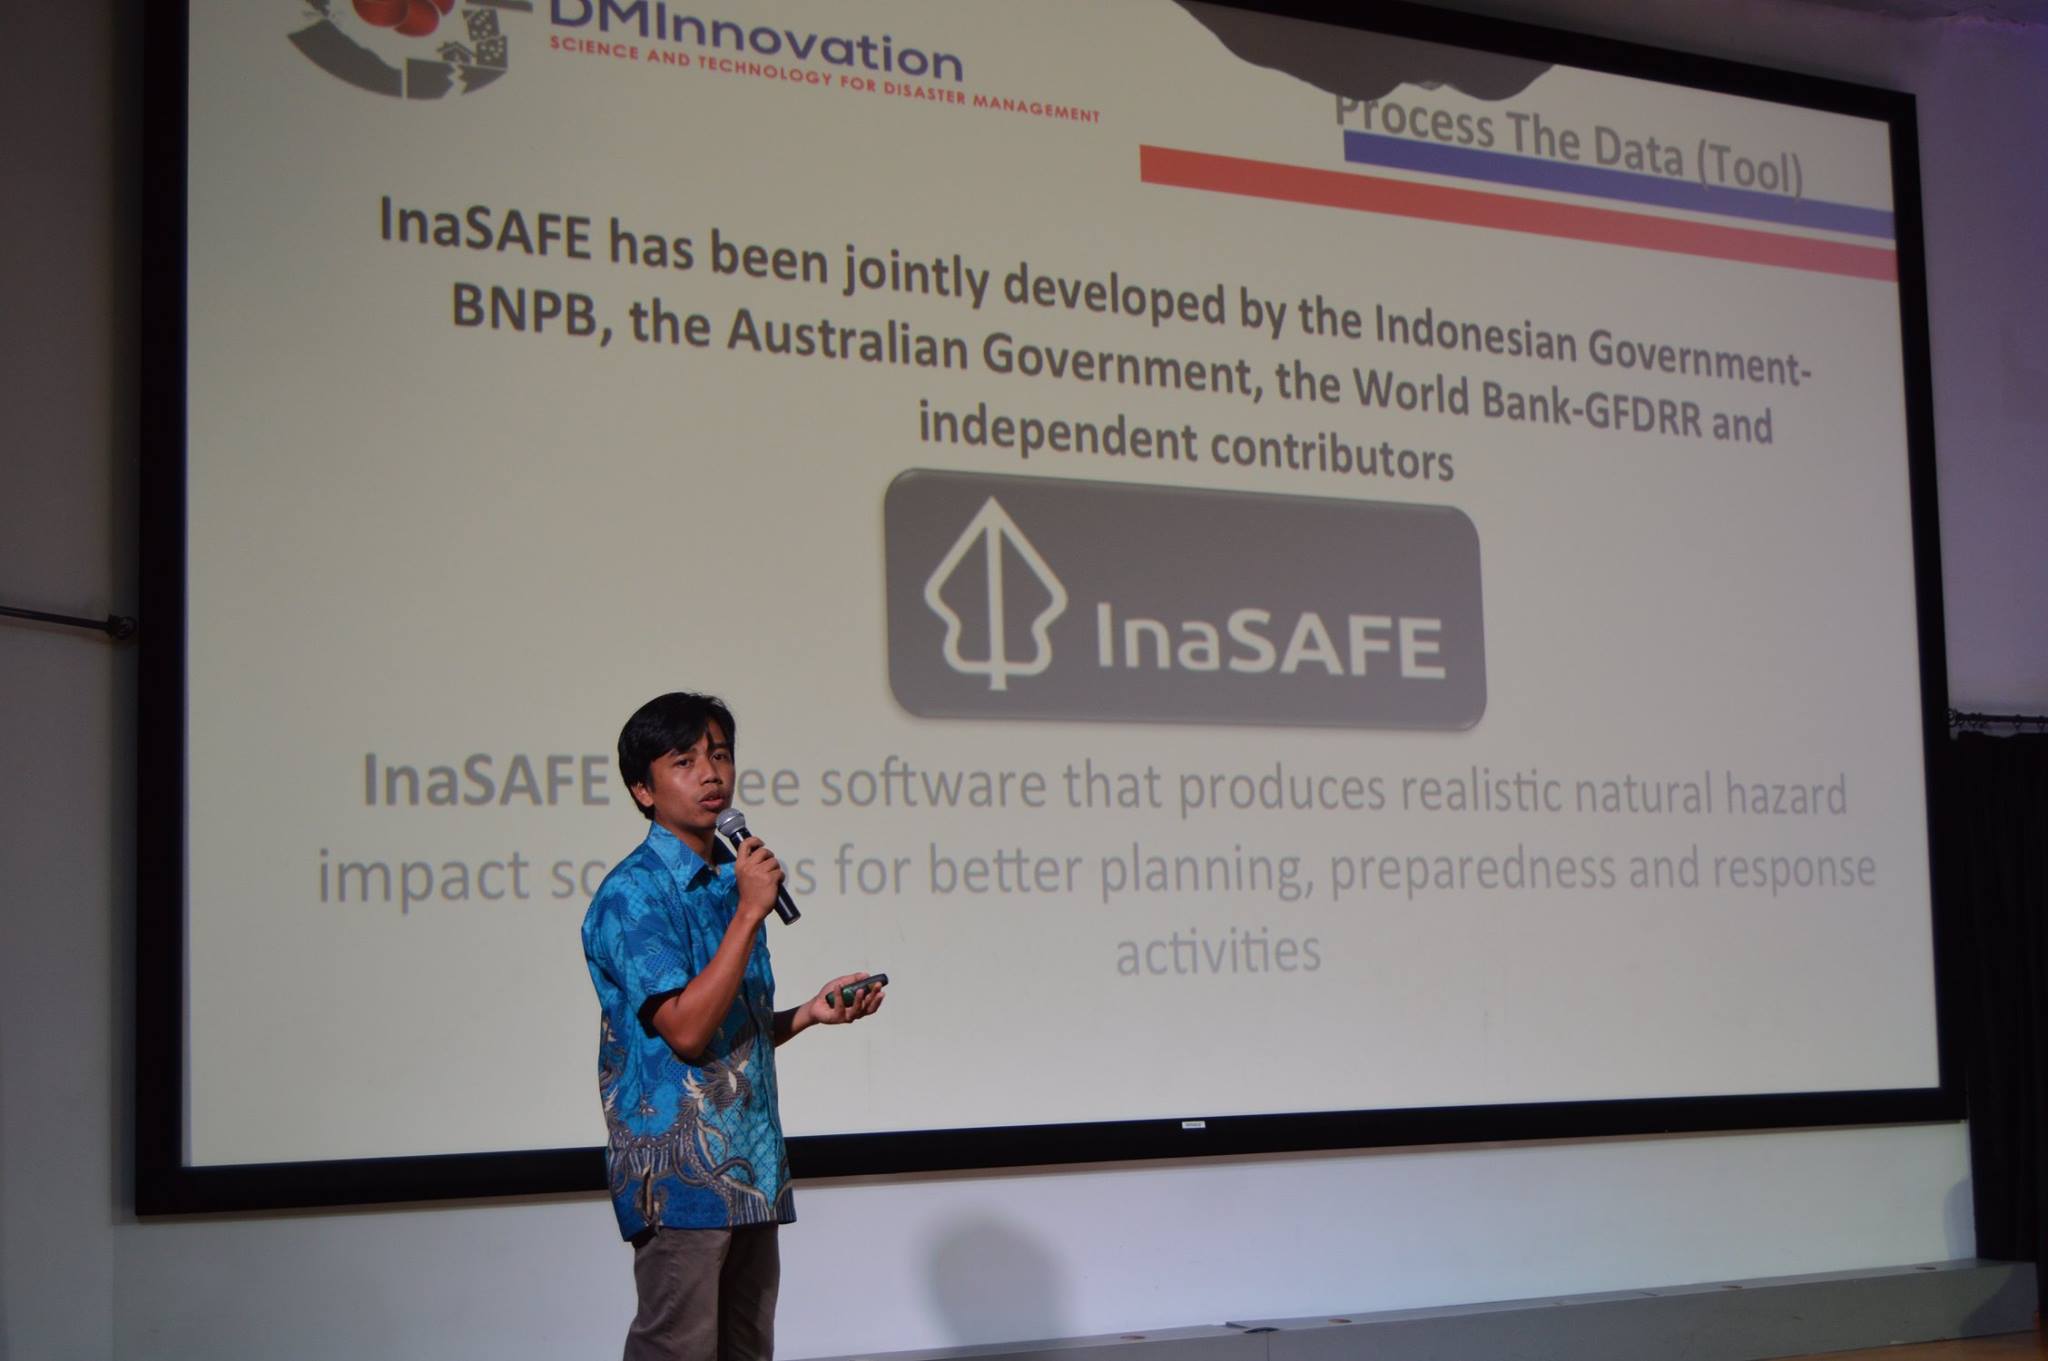 DMInnovation
SCIENCE AND TECHNOLOGY FOR DISASTER MANAGEMENT
Process The Data (Tool)
InaSAFE has been jointly developed by the Indonesian Government-
BNPB, the Australian Government, the World Bank-GFDRR and
independent contributors
InaSAFE
InaSAFE software that produces realistic natural hazard
impact for better planning, preparedness and response
activities